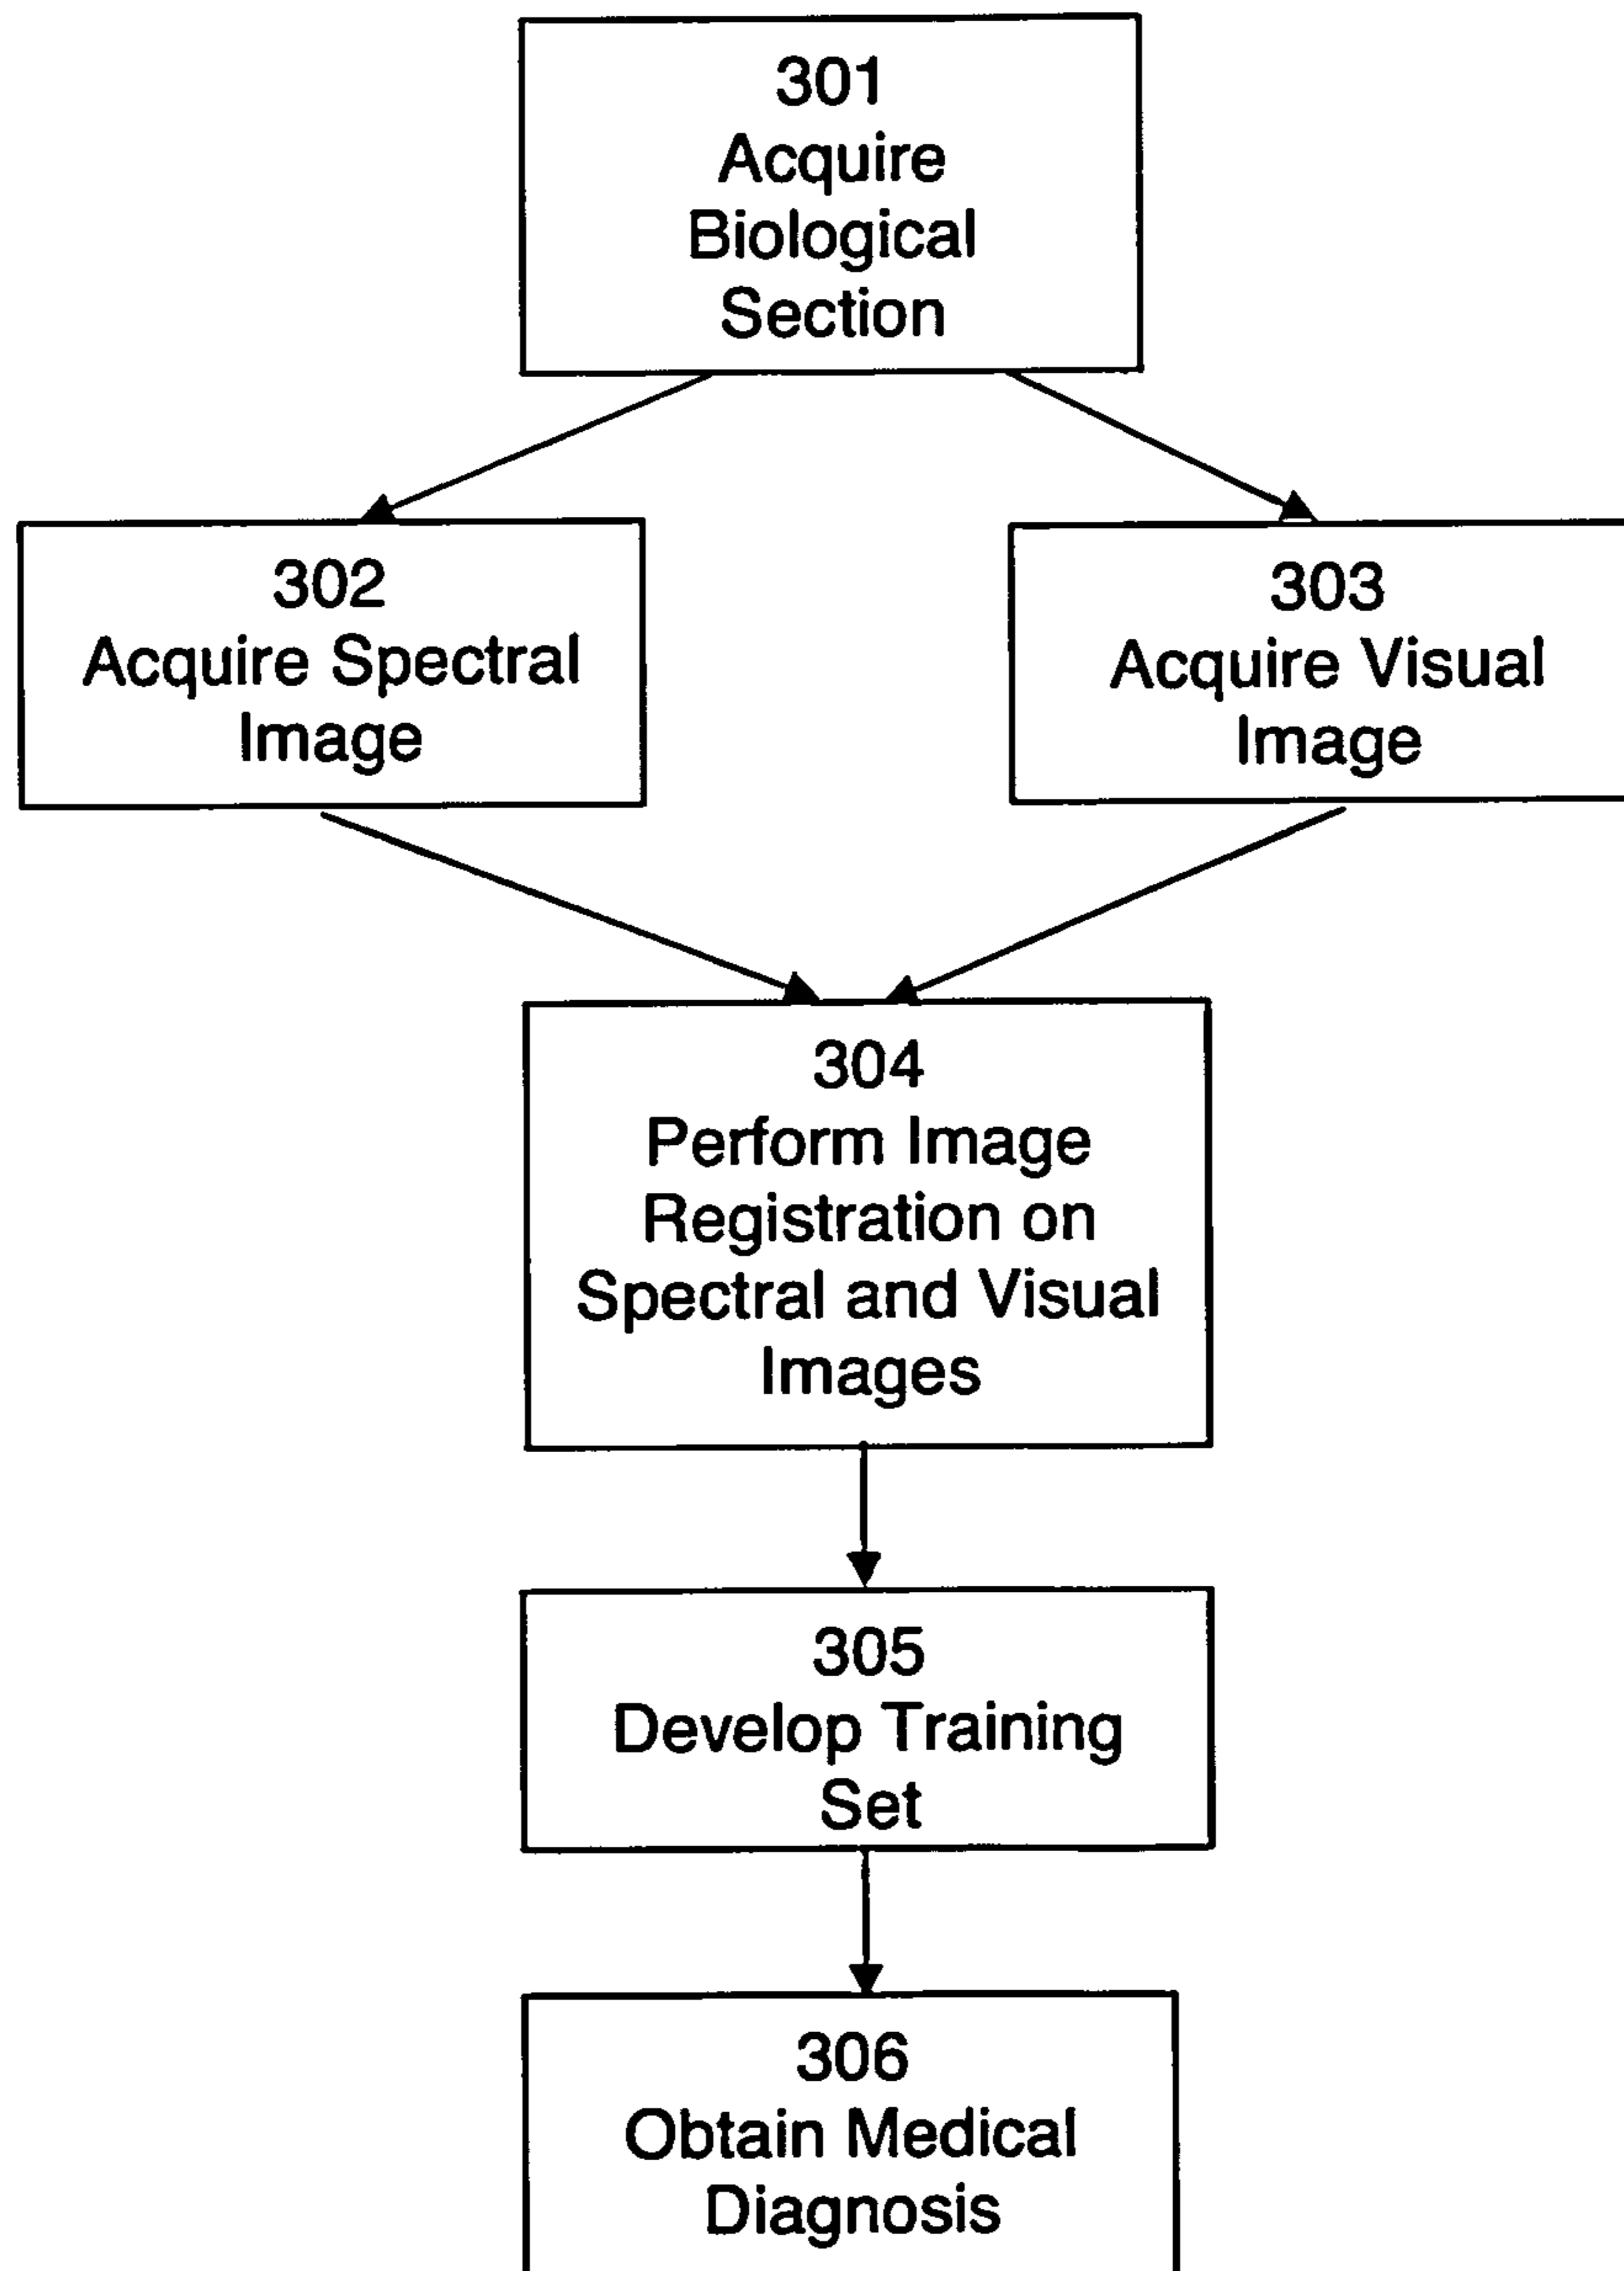 301
Acquire
Biological
Section
302
Acquire Spectral
Image
303
Acquire Visual
Image
304
Perform Image
Registration on
Spectral and Visual
Images
305
Develop Training
Set
306
Obtain Medical
Diagnosis